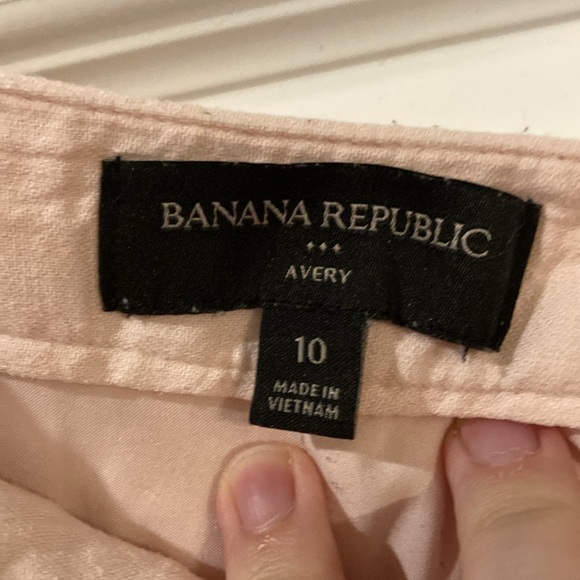 BANANA REPUBLIC
AVERY
10
MADE IN
VIETNAM